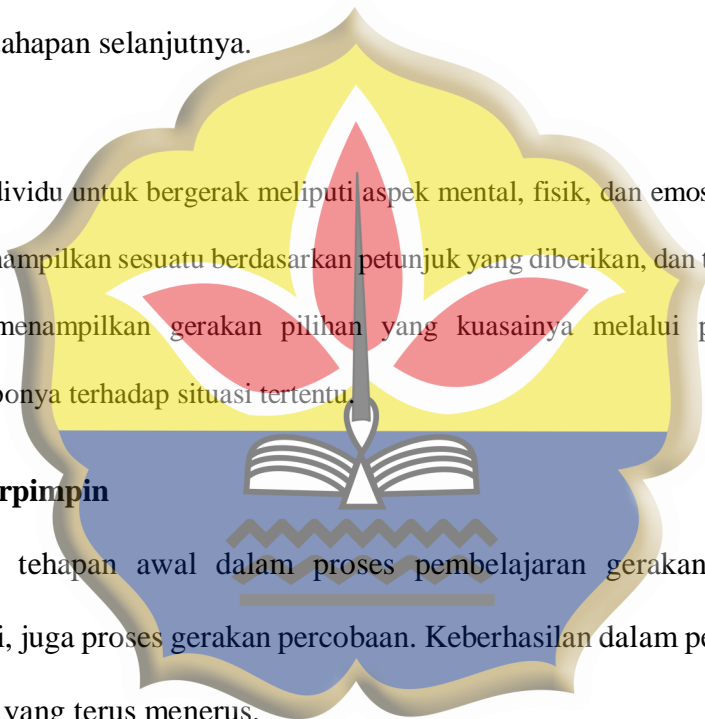 ahapan selanjutnya.
dividu untuk bergerak meliputi aspek mental, fisik, dan emos
nampilkan sesuatu berdasarkan petunjuk yang diberikan, dan t
menampilkan gerakan pilihan yang kuasainya melalui p
ponya terhadap situasi tertentu.
rpimpin
tehapan awal dalam proses pembelajaran gerakan
i, juga proses gerakan percobaan. Keberhasilan dalam pe
yang terus menerus.